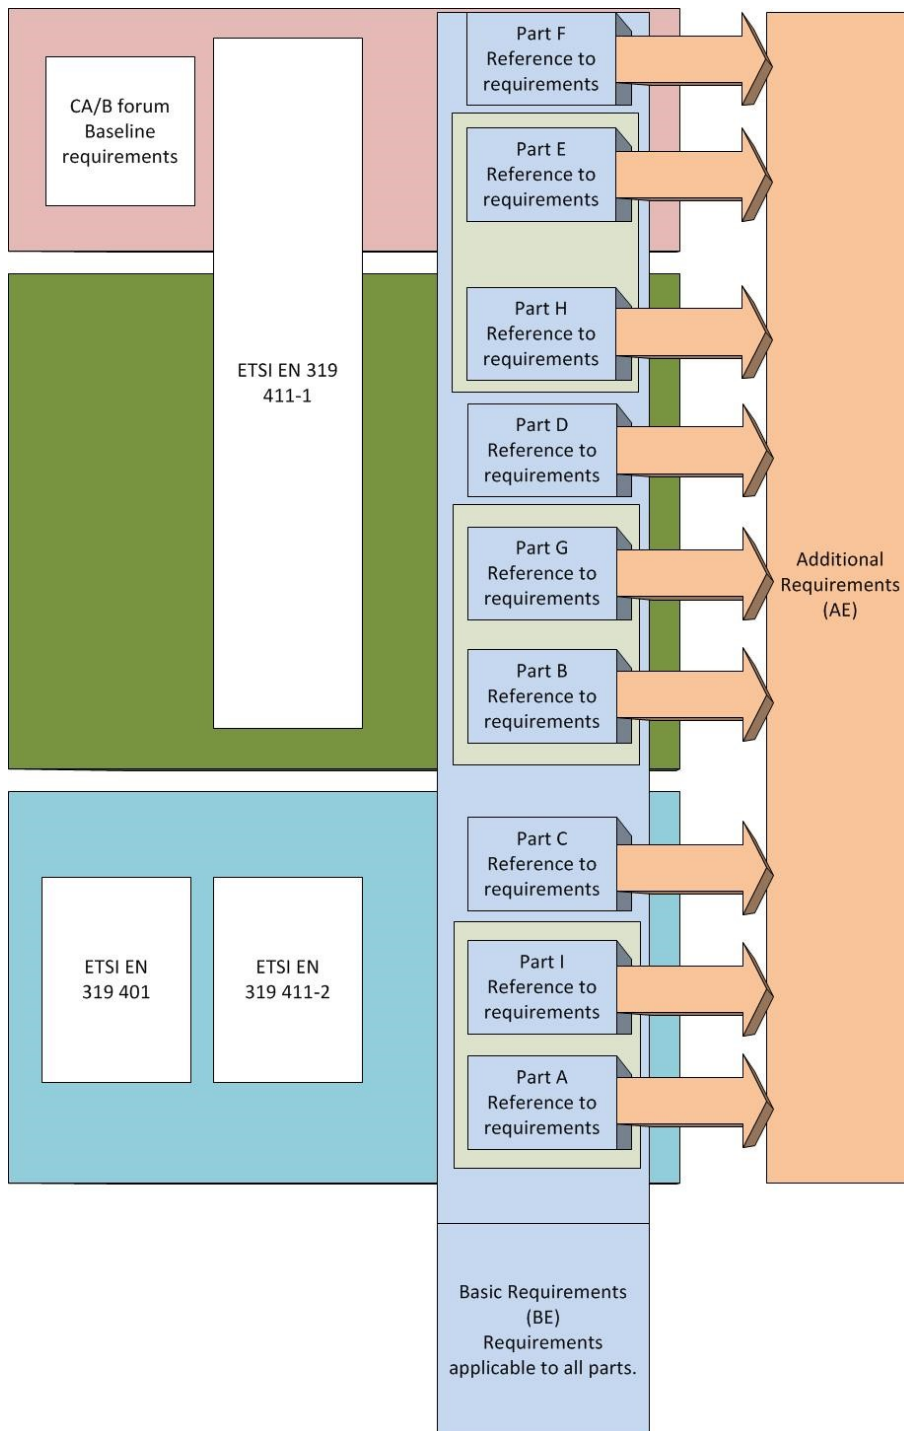 CA/B forum
Baseline
requirements
ETSI EN 319
411-1
ETSI EN
319 401
ETSI EN
319 411-2
Part F
Reference to
requirements
Part E
Reference to
requirements
Part H
Reference to
requirements
Part D
Reference to
requirements
Part G
Reference to
requirements
Part B
Reference to
requirements
Part C
Reference to
requirements
Part I
Reference to
requirements
Part A
Reference to
requirements
Basic Requirements
(BE)
Requirements
applicable to all parts.
Additional
Requirements
(AE)